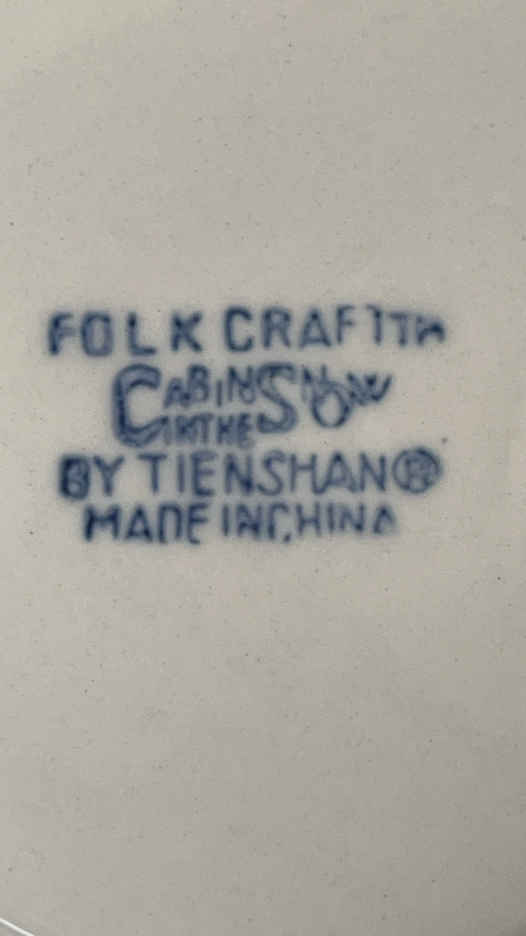 FOLK CRAFT™
CABIN IN THE SNOW
BY TIENSHAN®
MADE IN CHINA